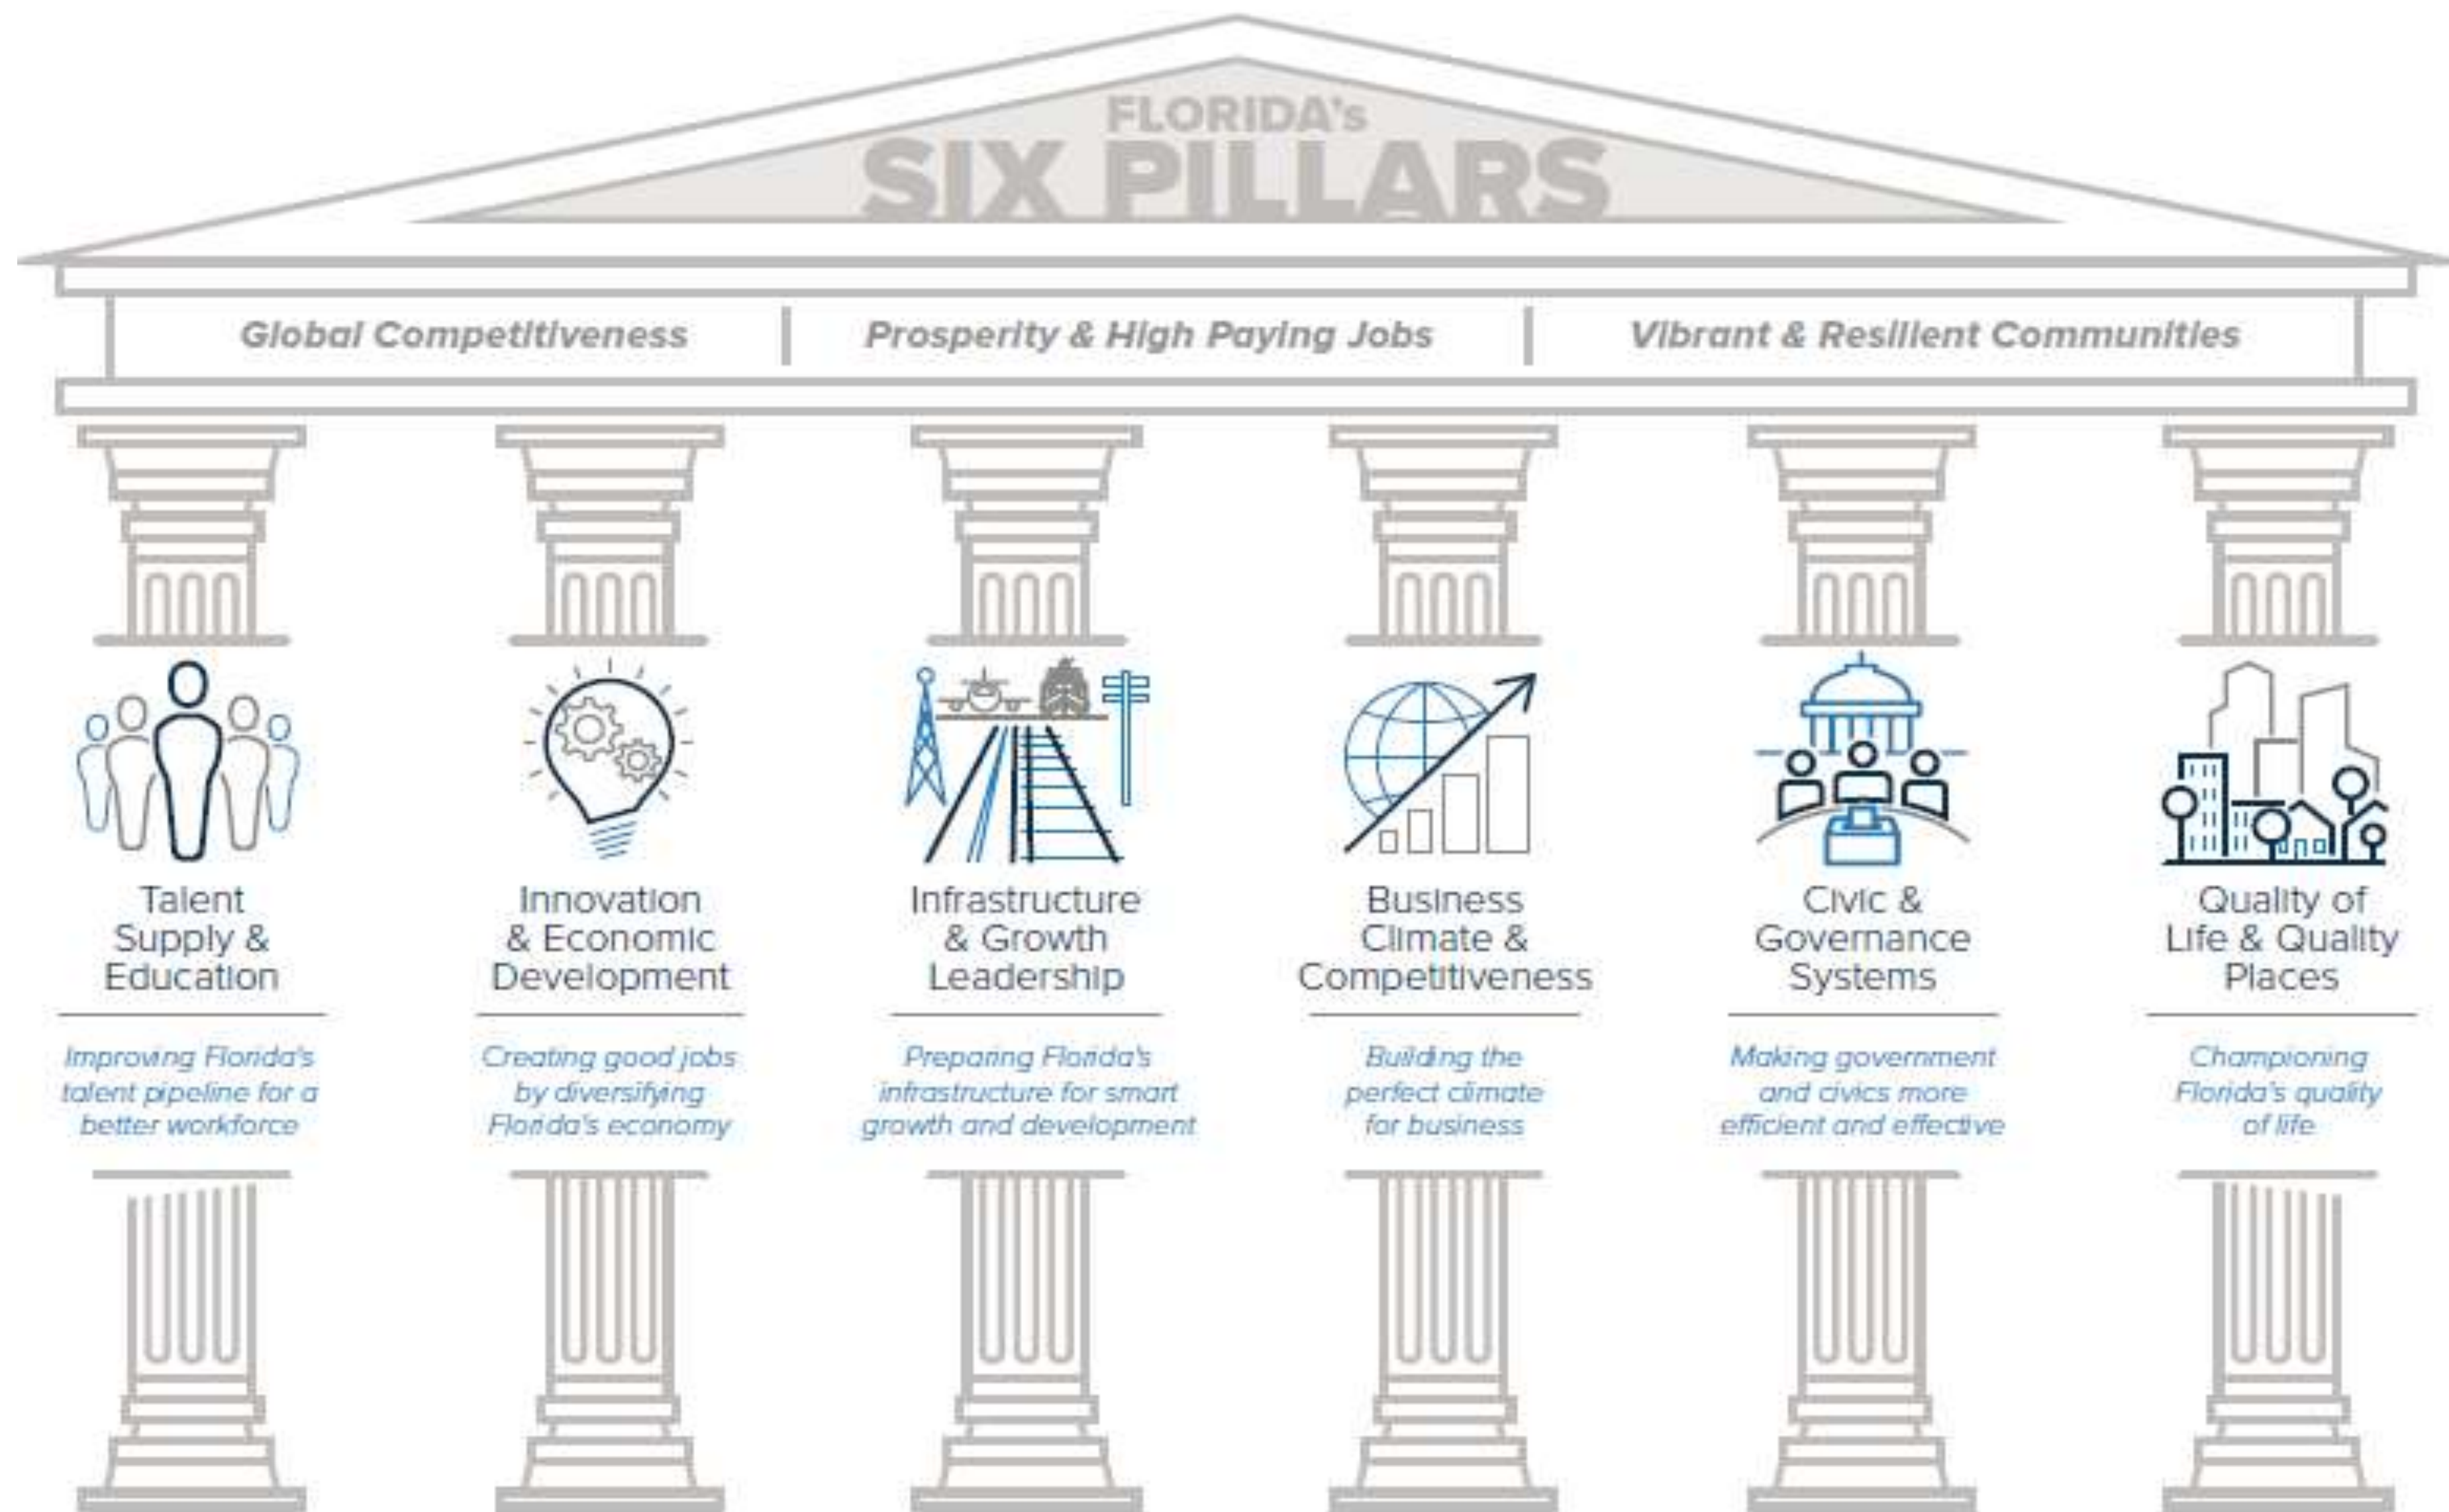 FLORIDA's
SIX PILLARS
Global Competitiveness
Prosperity & High Paying Jobs
Vibrant & Resilient Communities
Talent
Supply &
Education
Improving Florida's
talent pipeline for a
better workforce
Innovation
& Economic
Development
Creating good jobs
by diversifying
Florida's economy
Infrastructure
& Growth
Leadership
Preparing Florida's
infrastructure for smart
growth and development
Business
Climate &
Competitiveness
Building the
perfect climate
for business
Civic &
Governance
Systems
Making government
and civics more
efficient and effective
Quality of
Life & Quality
Places
Championing
Florida's quality
of life